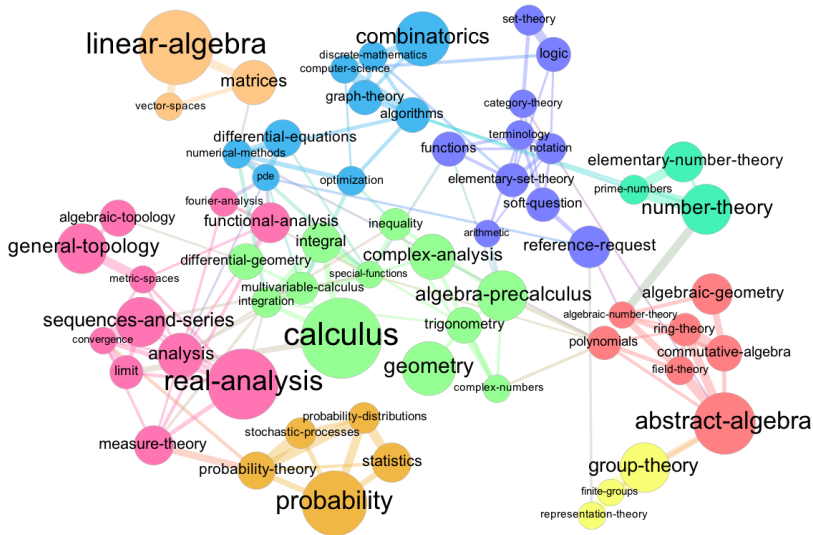 set-theory
linear-algebra
combinatorics
discrete-mathematics
logic
computer-science
matrices
graph-theory
vector-spaces
category-theory
algorithms
differential-equations
terminology
numerical-methods
functions
notation
elementary-number-theory
pde
optimization
elementary-set-theory
prime-numbers
fourier-analysis
soft-question
number-theory
algebraic-topology
functional-analysis
inequality
arithmetic
general-topology
integral
complex-analysis
reference-request
differential-geometry
special-functions
metric-spaces
multivariable-calculus
algebra-precalculus
algebraic-geometry
integration
sequences-and-series
algebraic-number-theory
trigonometry
ring-theory
convergence
calculus
polynomials
analysis
commutative-algebra
limit
real-analysis
geometry
field-theory
complex-numbers
probability-distributions
abstract-algebra
stochastic-processes
measure-theory
probability-theory
statistics
group-theory
finite-groups
probability
representation-theory